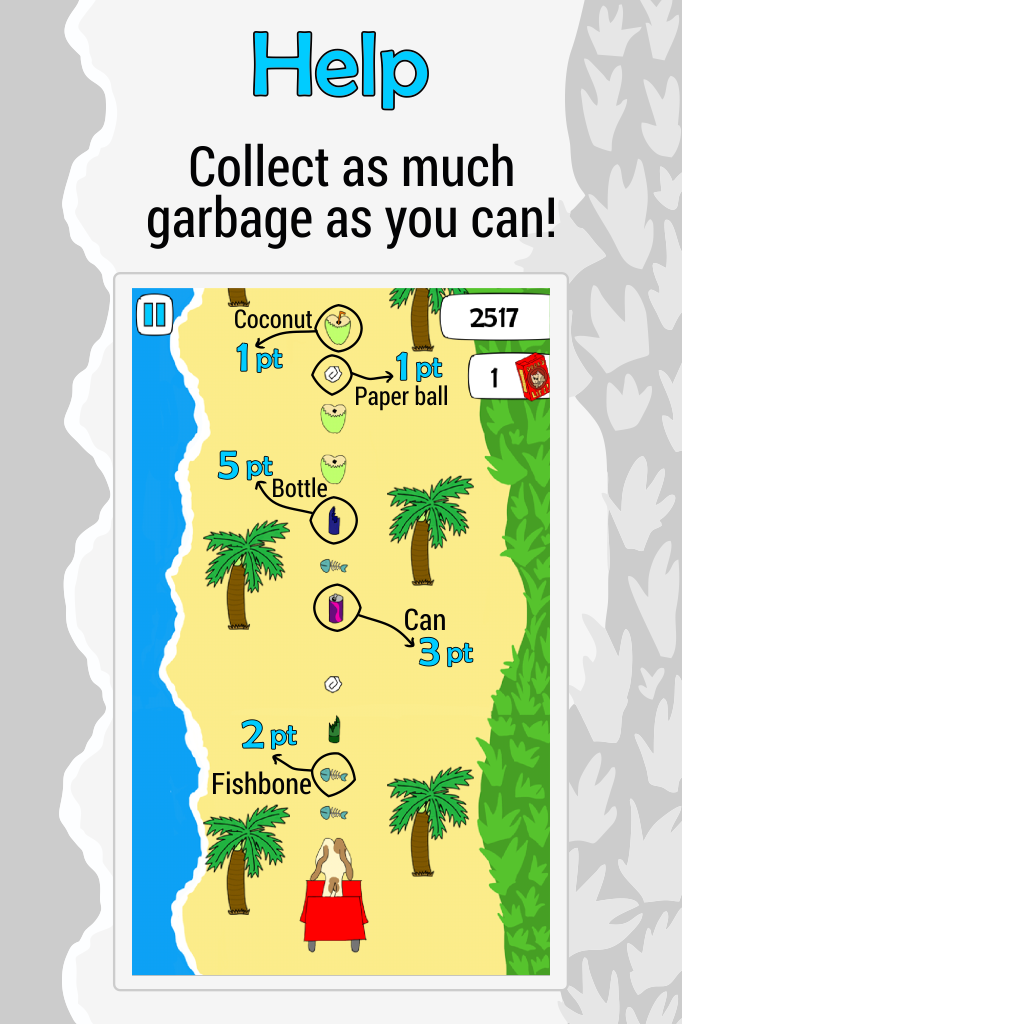 Help
Collect as much
garbage as you can!
2517
Coconut
1 pt
1 pt
1
Paper ball
5 pt
Bottle
Can
3 pt
2 pt
Fishbone